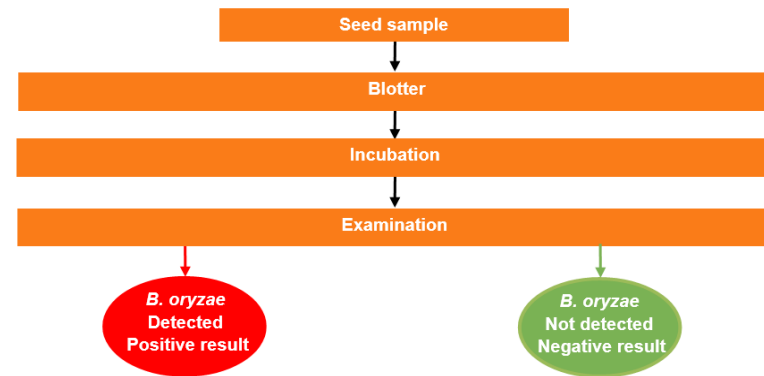 Seed sample
Blotter
Incubation
Examination
B. oryzae
Detected
Positive result
B. oryzae
Not detected
Negative result